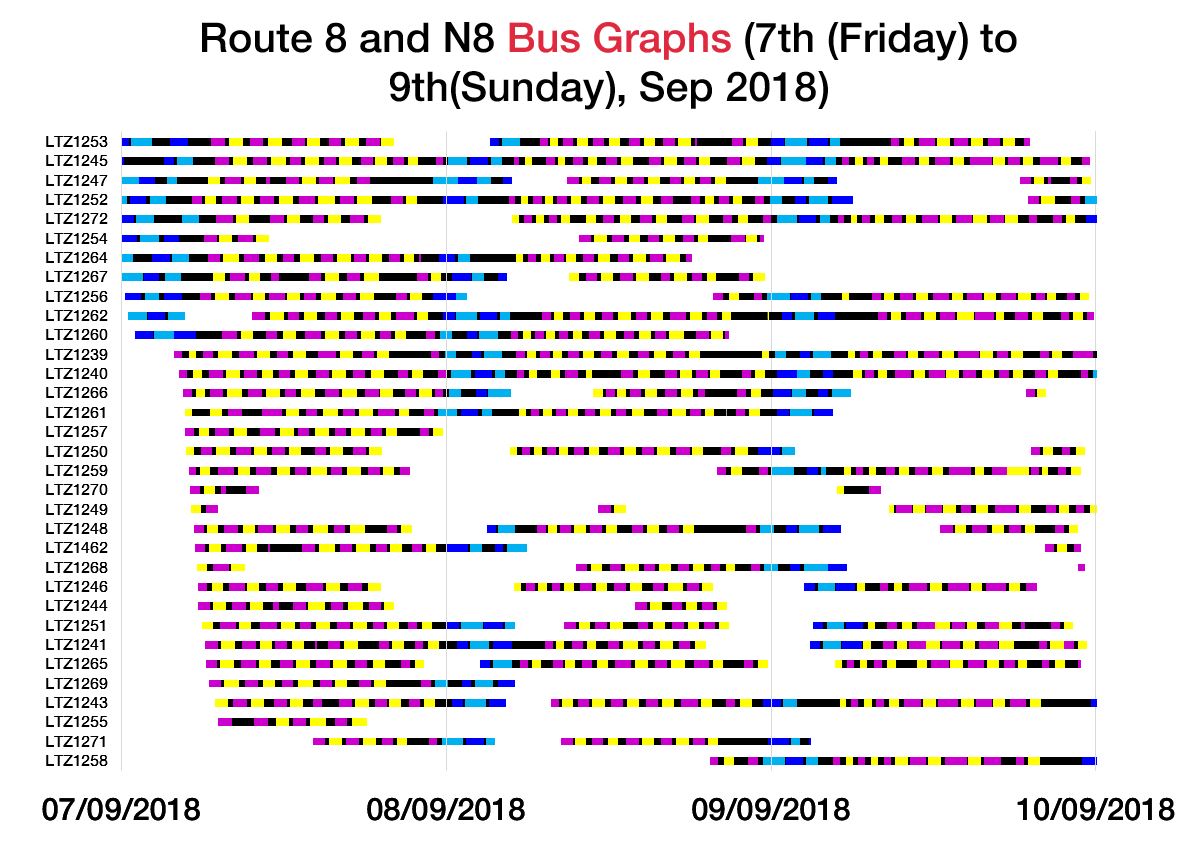 Route 8 and N8 Bus Graphs (7th (Friday) to
9th(Sunday), Sep 2018)
LTZ1253
LTZ1245
LTZ1247
LTZ1252
LTZ1272
LTZ1254
LTZ1264
LTZ1267
LTZ1256
LTZ1262
LTZ1260
LTZ1239
LTZ1240
LTZ1266
LTZ1261
LTZ1257
LTZ1250
LTZ1259
LTZ1270
LTZ1249
LTZ1248
LTZ1462
LTZ1268
LTZ1246
LTZ1244
LTZ1251
LTZ1241
LTZ1265
LTZ1269
LTZ1243
LTZ1255
LTZ1271
LTZ1258
07/09/2018 08/09/2018 09/09/2018 10/09/2018